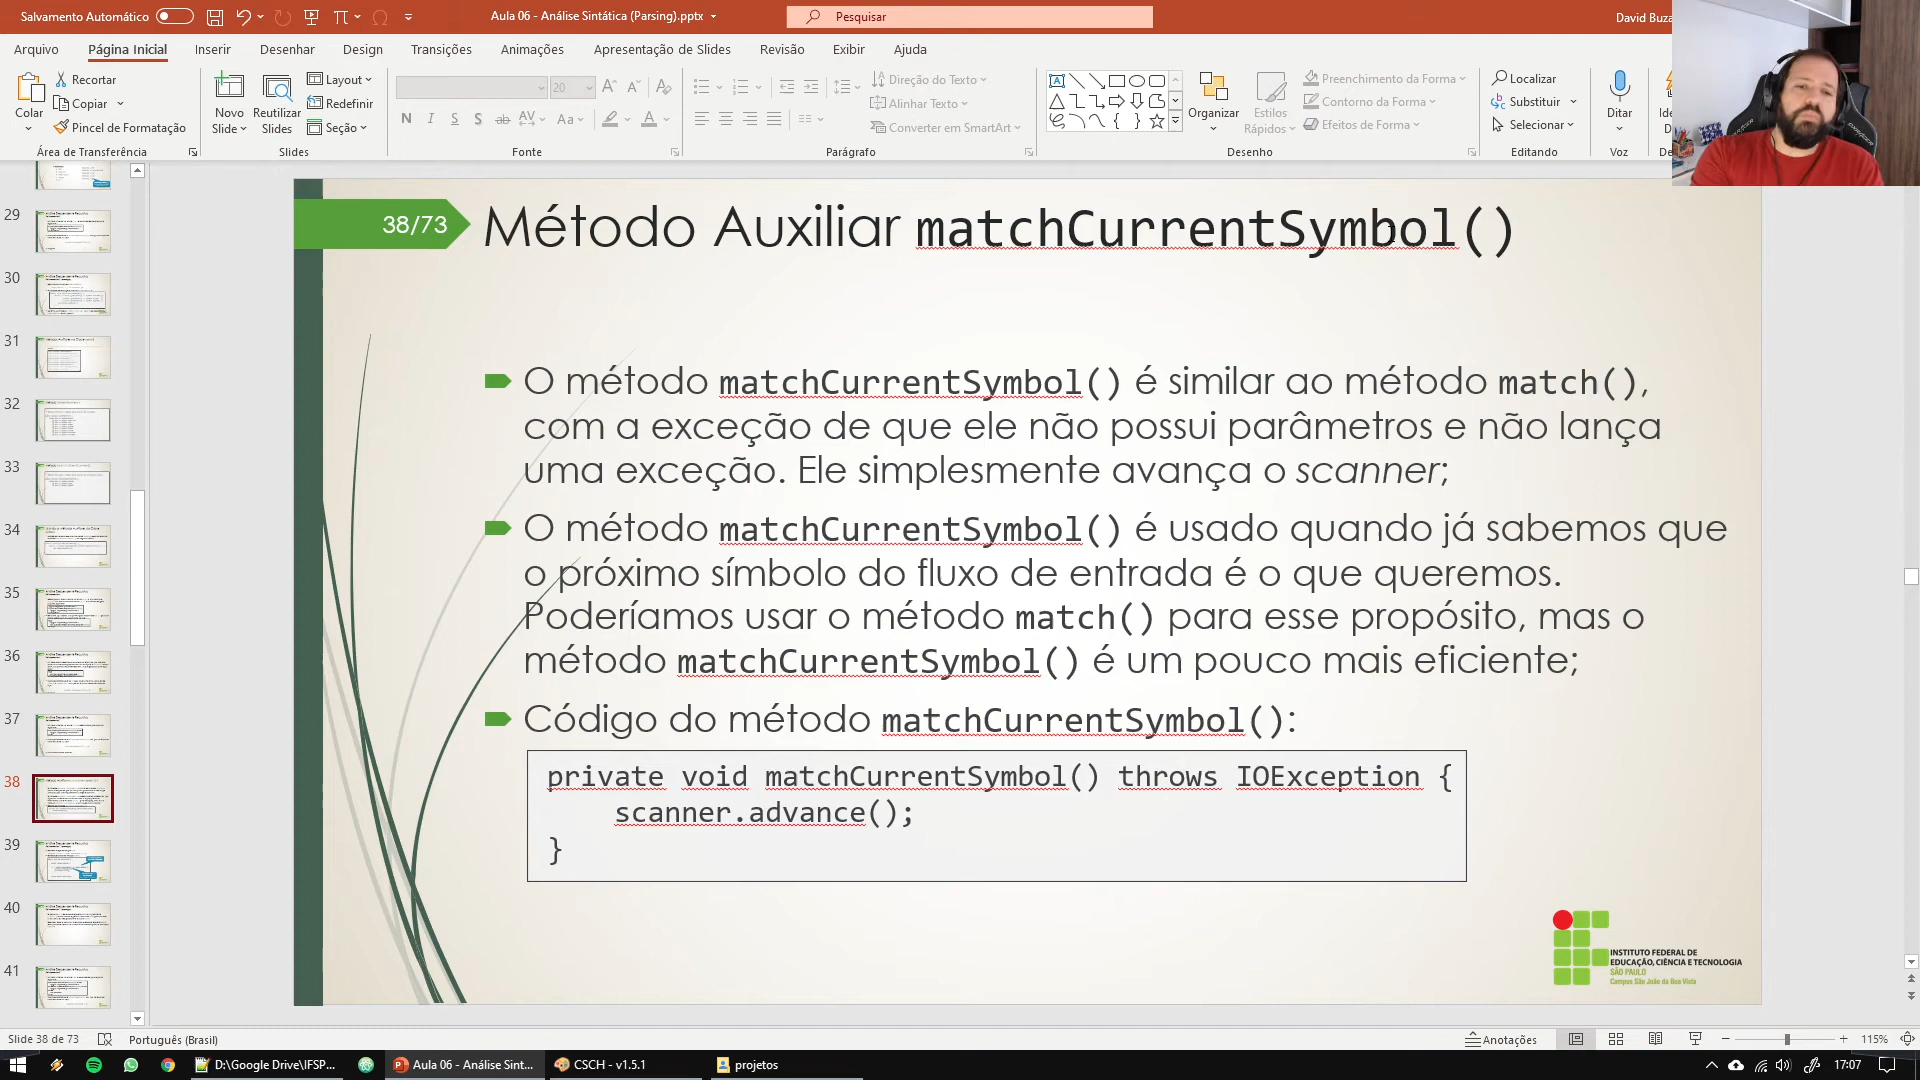 Salvamento Automático
Aula 06 - Análise Sintática (Parsing).pptx
Pesquisar
David Buza
Arquivo
Página Inicial
Inserir
Desenhar
Design
Transições
Animações
Apresentação de Slides
Revisão
Exibir
Ajuda
Colar
Recortar
Copiar
Pincel de Formatação
Área de Transferência
Novo
Slide
Reutilizar
Slides
Layout
Redefinir
Seção
Slides
20
Fonte
Parágrafo
Direção do Texto
Alinhar Texto
Converter em SmartArt
Organizar
Estilos
Rápidos
Preenchimento da Forma
Contorno da Forma
Efeitos de Forma
Desenho
Localizar
Substituir
Selecionar
Editando
Ditar
Voz
29
30
31
32
33
34
35
36
37
38
39
40
41
38/73
Método Auxiliar matchCurrentSymbol()
O método matchCurrentSymbol() é similar ao método match(),
com a exceção de que ele não possui parâmetros e não lança
uma exceção. Ele simplesmente avança o scanner;
O método matchCurrentSymbol() é usado quando já sabemos que
o próximo símbolo do fluxo de entrada é o que queremos.
Poderíamos usar o método match() para esse propósito, mas o
método matchCurrentSymbol() é um pouco mais eficiente;
Código do método matchCurrentSymbol():
private void matchCurrentSymbol() throws IOException {
scanner.advance();
}
INSTITUTO FEDERAL DE
EDUCAÇÃO, CIÊNCIA E TECNOLOGIA
SÃO PAULO
Campus São João da Boa Vista
Slide 38 de 73
Português (Brasil)
Anotações
115%
D:\Google Drive\IFSP...
Aula 06 - Análise Sint...
CSCH - v1.5.1
projetos
17:07